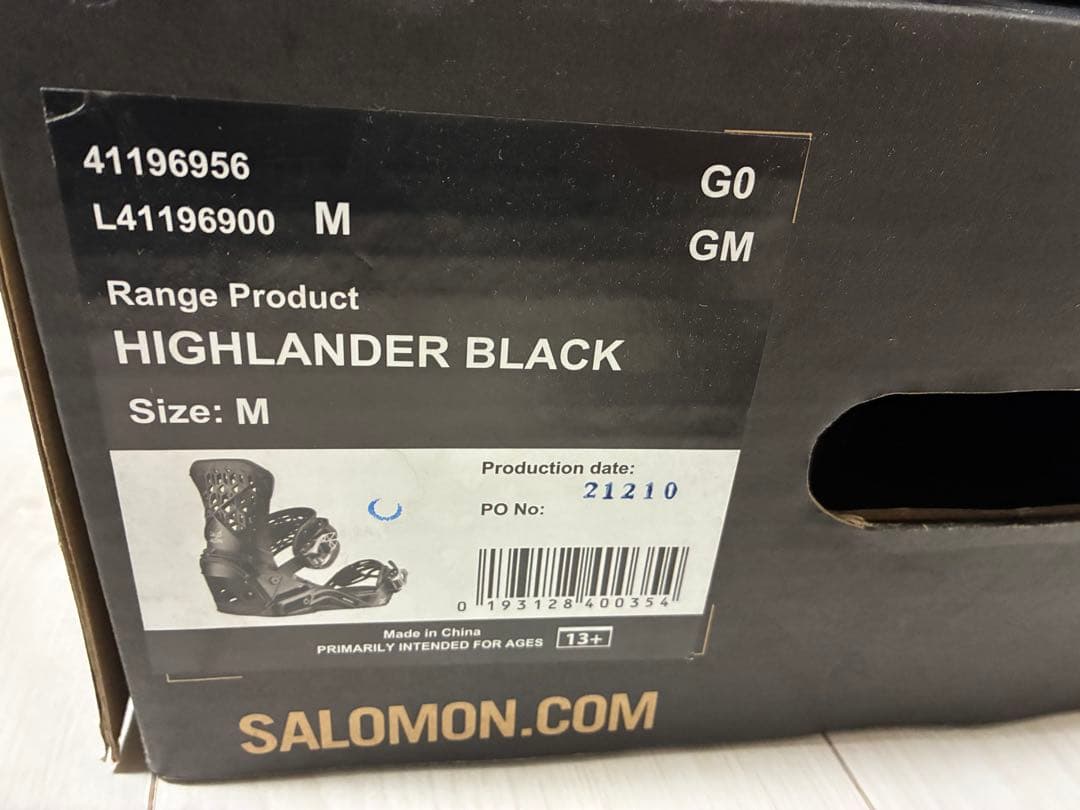 41196956
L41196900 M
G0
GM
Range Product
HIGHLANDER BLACK
Size: M
Production date:
21210
PO No:
0 193128 400354
Made in China
PRIMARILY INTENDED FOR AGES 13+
SALOMON.COM